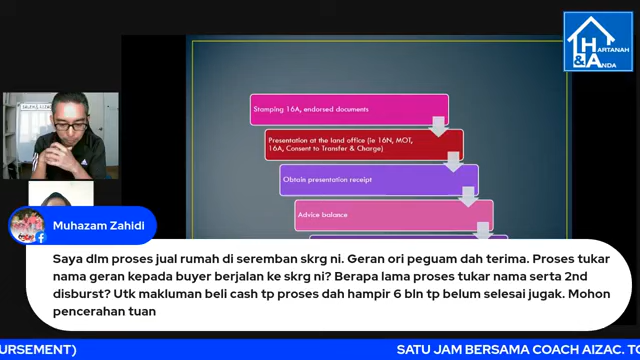 HARTANAH
&ANDA
Stamping 16A, endorsed documents
Presentation at the land office (ie 16N, MOT,
16A, Consent to Transfer & Charge)
Obtain presentation receipt
Advice balance
Muhazam Zahidi
Saya dlm proses jual rumah di seremban skrg ni. Geran ori peguam dah terima. Proses tukar
nama geran kepada buyer berjalan ke skrg ni? Berapa lama proses tukar nama serta 2nd
disburst? Utk makluman beli cash tp proses dah hampir 6 bln tp belum selesai jugak. Mohon
pencerahan tuan
URSEMENT) SATU JAM BERSAMA COACH AIZAC. TO